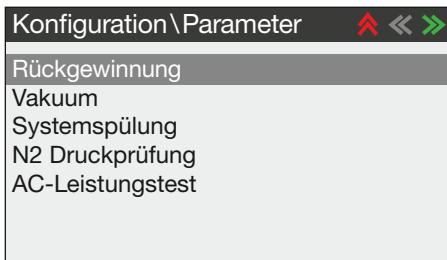 Konfiguration\Parameter
Rückgewinnung
Vakuum
Systemspülung
N2 Druckprüfung
AC-Leistungstest